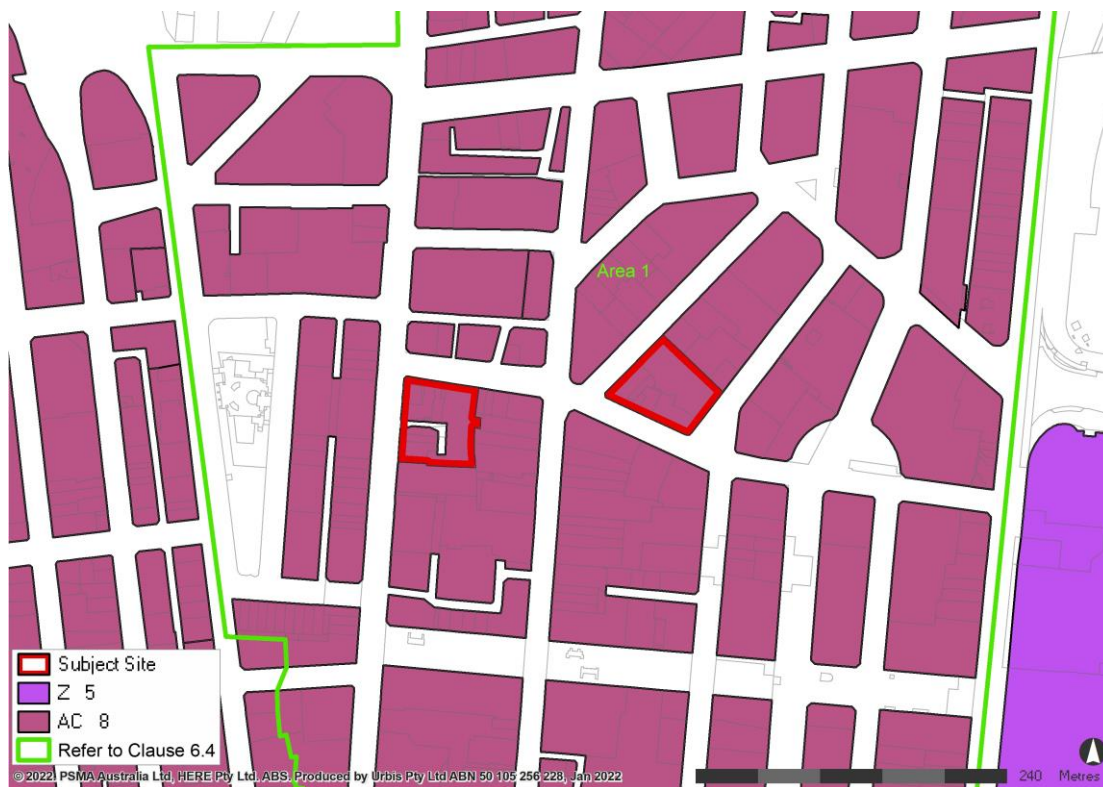 Area 1
Subject Site
Z 5
AC 8
Refer to Clause 6.4
© 2022. PSMA Australia Ltd, HERE Pty Ltd. ABS. Produced by Urbis Pty Ltd ABN 50 105 256 228, Jan 2022
240 Metres